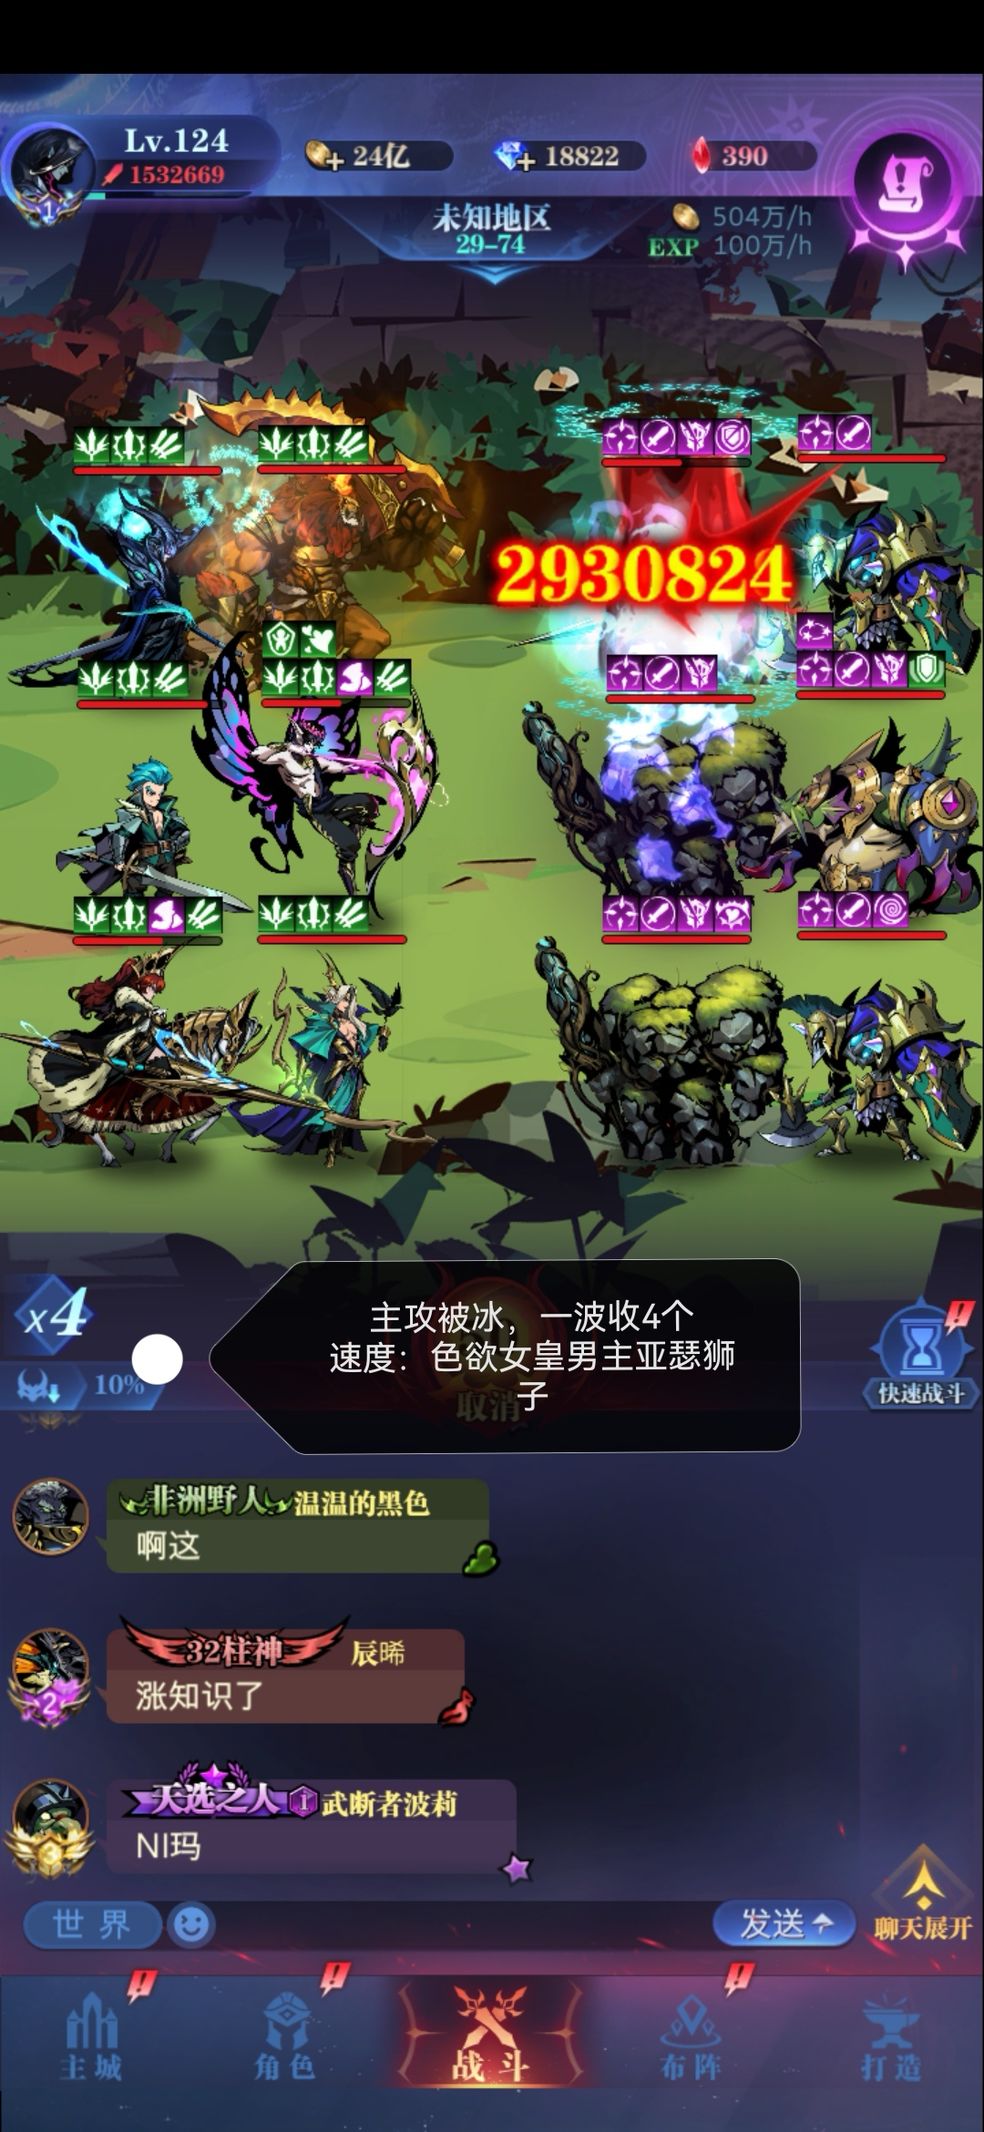 Lv.124
1532669
1
24亿
18822
390
未知地区
29-74
504万/h
EXP 100万/h
2930824
x4
10%
主攻被冰，一波收4个
速度：色欲女皇男主亚瑟狮
子
取消
快速战斗
非洲野人 温温的黑色
啊这
32柱神 辰晞
2
涨知识了
天选之人 1 武断者波莉
3
NI玛
世界
发送
聊天展开
主城
角色
战斗
布阵
打造